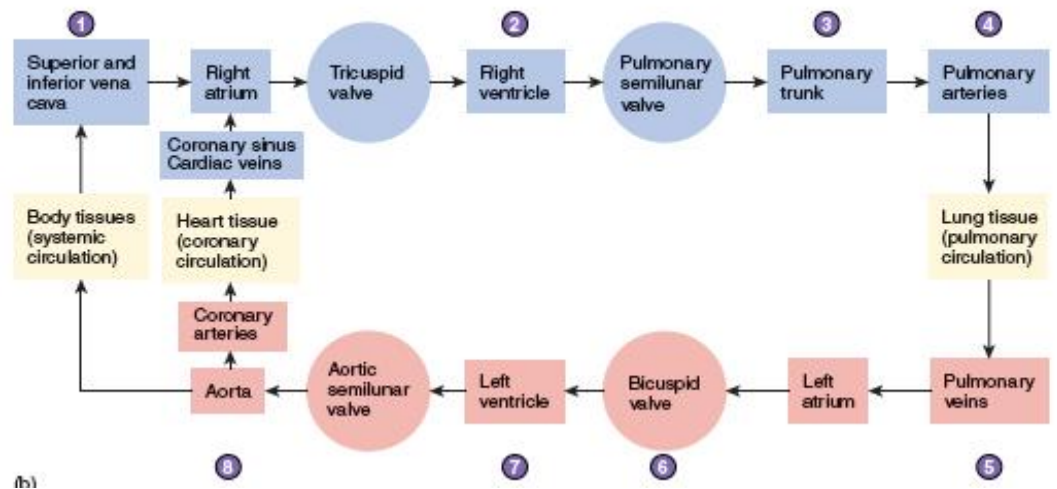 1
2
3
4
Superior and
inferior vena
cava
Right
atrium
Tricuspid
valve
Right
ventricle
Pulmonary
semilunar
valve
Pulmonary
trunk
Pulmonary
arteries
Coronary sinus
Cardiac veins
Body tissues
(systemic
circulation)
Heart tissue
(coronary
circulation)
Lung tissue
(pulmonary
circulation)
Coronary
arteries
Aorta
Aortic
semilunar
valve
Left
ventricle
Bicuspid
valve
Left
atrium
Pulmonary
veins
8
7
6
5
(b)